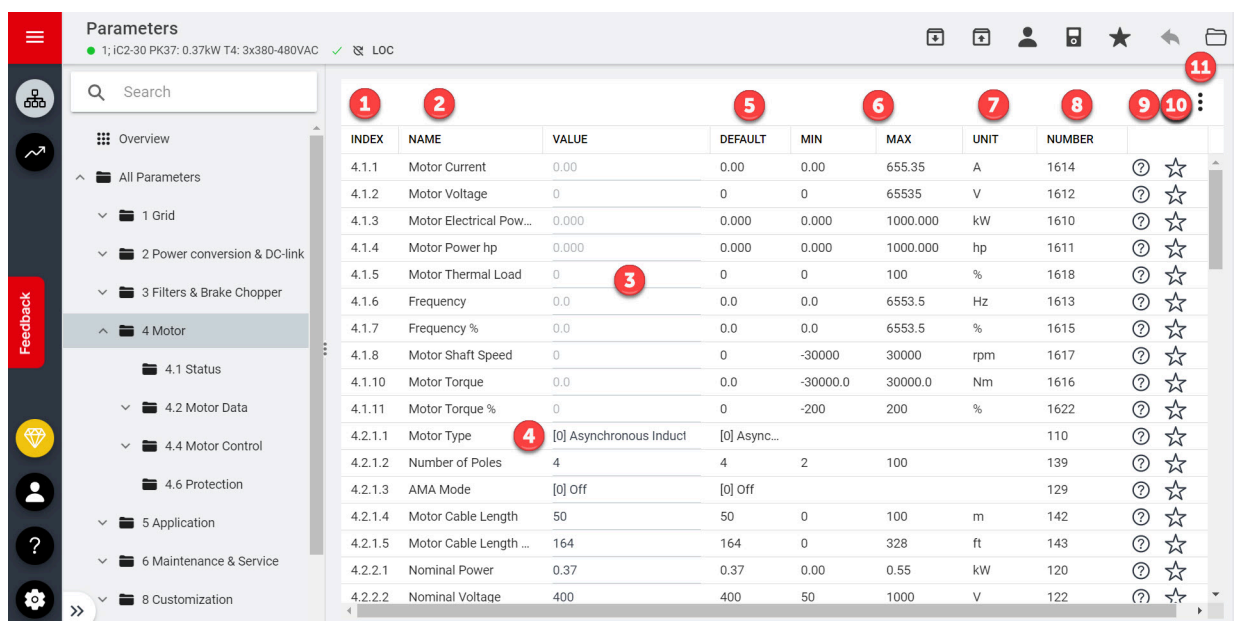 Parameters
1; iC2-30 PK37: 0.37kW T4: 3x380-480VAC LOC
Search
Overview
All Parameters
1 Grid
2 Power conversion & DC-link
3 Filters & Brake Chopper
4 Motor
4.1 Status
4.2 Motor Data
4.4 Motor Control
4.6 Protection
5 Application
6 Maintenance & Service
8 Customization
Feedback
?
11
1 2 5 6 7 8 9 10
INDEX NAME VALUE DEFAULT MIN MAX UNIT NUMBER
4.1.1 Motor Current 0.00 0.00 0.00 655.35 A 1614 ?
4.1.2 Motor Voltage 0 0 0 65535 V 1612 ?
4.1.3 Motor Electrical Pow... 0.000 0.000 0.000 1000.000 kW 1610 ?
4.1.4 Motor Power hp 0.000 0.000 0.000 1000.000 hp 1611 ?
4.1.5 Motor Thermal Load 0 3 0 0 100 % 1618 ?
4.1.6 Frequency 0.0 0.0 0.0 6553.5 Hz 1613 ?
4.1.7 Frequency % 0.0 0.0 0.0 6553.5 % 1615 ?
4.1.8 Motor Shaft Speed 0 0 -30000 30000 rpm 1617 ?
4.1.10 Motor Torque 0.0 0.0 -30000.0 30000.0 Nm 1616 ?
4.1.11 Motor Torque % 0 0 -200 200 % 1622 ?
4.2.1.1 Motor Type 4 [0] Asynchronous Induct [0] Async... 110 ?
4.2.1.2 Number of Poles 4 4 2 100 139 ?
4.2.1.3 AMA Mode [0] Off [0] Off 129 ?
4.2.1.4 Motor Cable Length 50 50 0 100 m 142 ?
4.2.1.5 Motor Cable Length ... 164 164 0 328 ft 143 ?
4.2.2.1 Nominal Power 0.37 0.37 0.00 0.55 kW 120 ?
4.2.2.2 Nominal Voltage 400 400 50 1000 V 122 ?